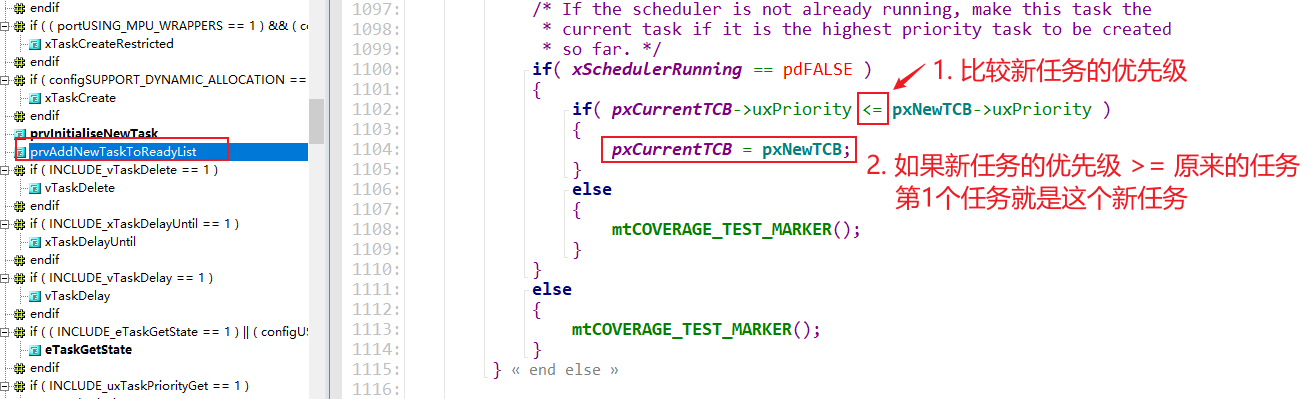 endif
if ( ( portUSING_MPU_WRAPPERS == 1 ) && ( co
xTaskCreateRestricted
endif
if ( configSUPPORT_DYNAMIC_ALLOCATION ==
xTaskCreate
endif
prvInitialiseNewTask
prvAddNewTaskToReadyList
if ( INCLUDE_vTaskDelete == 1 )
vTaskDelete
endif
if ( INCLUDE_xTaskDelayUntil == 1 )
xTaskDelayUntil
endif
if ( INCLUDE_vTaskDelay == 1 )
vTaskDelay
endif
if ( ( INCLUDE_eTaskGetState == 1 ) || ( configUS
eTaskGetState
endif
if ( INCLUDE_uxTaskPriorityGet == 1 )
1097: /* If the scheduler is not already running, make this task the
1098: * current task if it is the highest priority task to be created
1099: * so far. */
1100: if( xSchedulerRunning == pdFALSE )
1101: {
1102: if( pxCurrentTCB->uxPriority <= pxNewTCB->uxPriority )
1103: {
1104: pxCurrentTCB = pxNewTCB;
1105: }
1106: else
1107: {
1108: mtCOVERAGE_TEST_MARKER();
1109: }
1110: }
1111: else
1112: {
1113: mtCOVERAGE_TEST_MARKER();
1114: }
1115: } « end else »
1116:
1. 比较新任务的优先级
2. 如果新任务的优先级 >= 原来的任务
第1个任务就是这个新任务